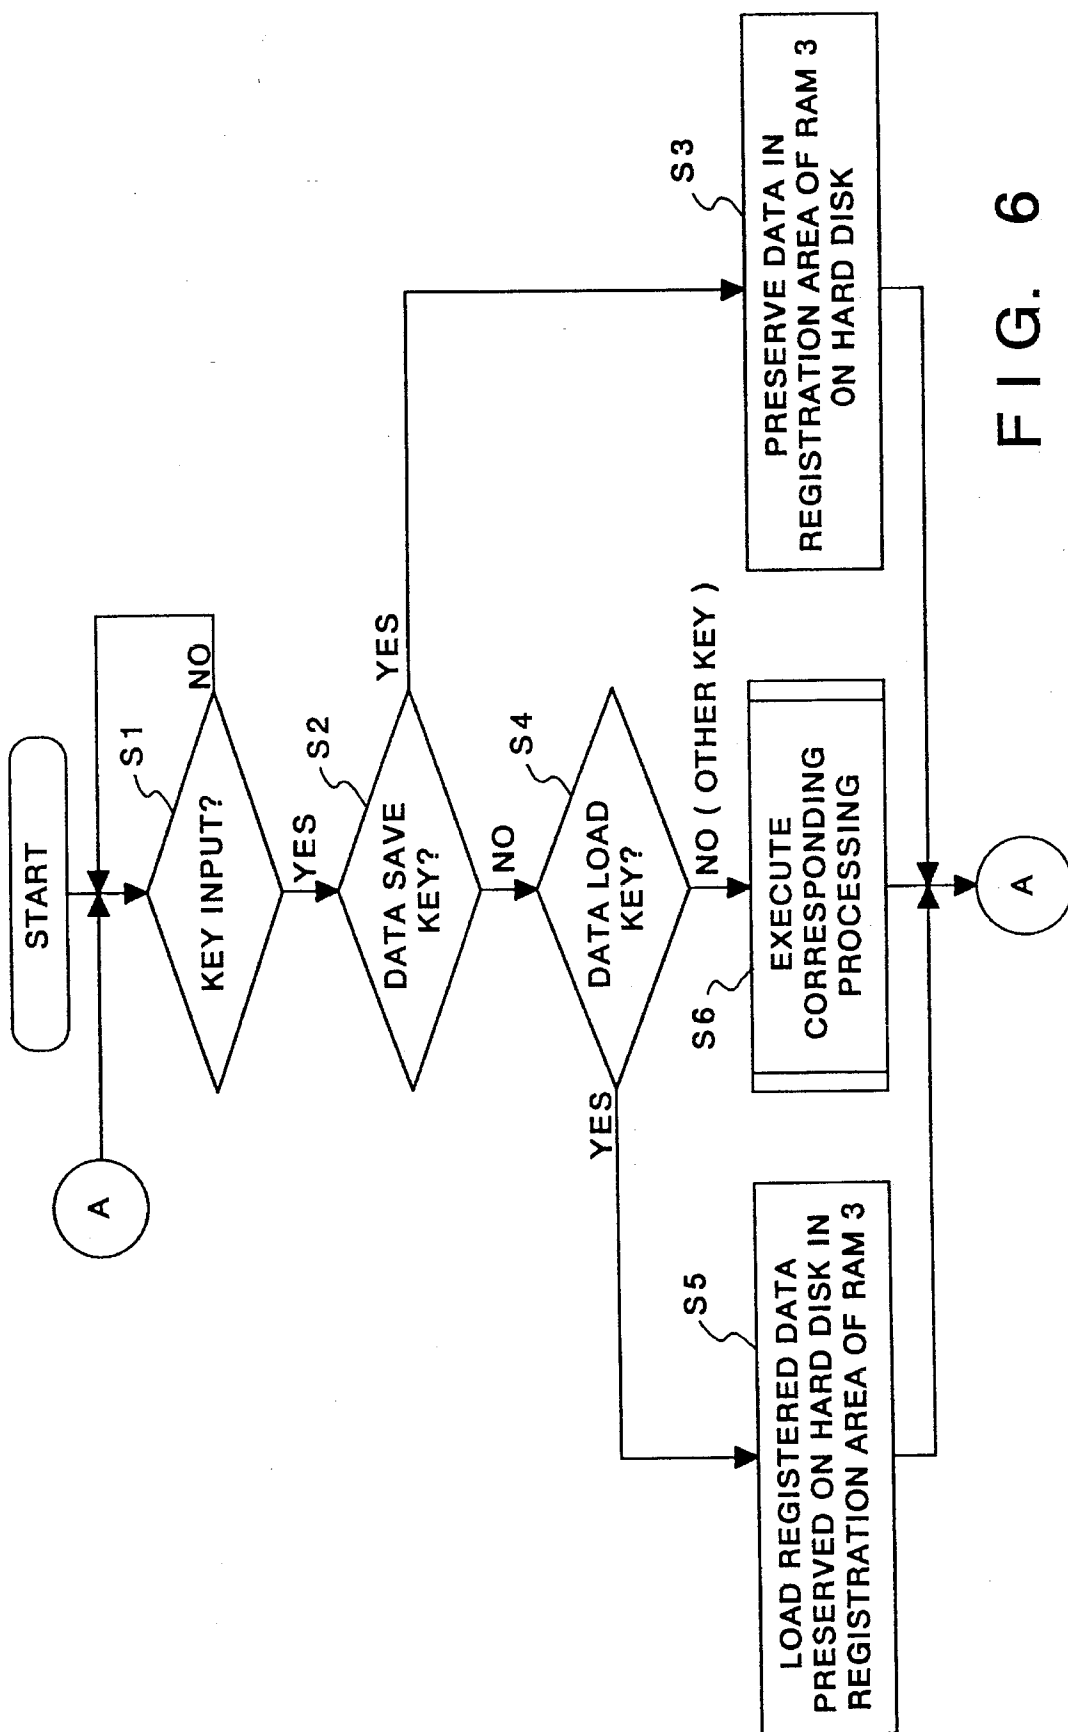 START
A
KEY INPUT?
S1
NO
YES
DATA SAVE
KEY?
S2
YES
NO
DATA LOAD
KEY?
S4
YES
NO ( OTHER KEY )
LOAD REGISTERED DATA
PRESERVED ON HARD DISK IN
REGISTRATION AREA OF RAM 3
S5
EXECUTE
CORRESPONDING
PROCESSING
S6
PRESERVE DATA IN
REGISTRATION AREA OF RAM 3
ON HARD DISK
S3
A
FIG. 6